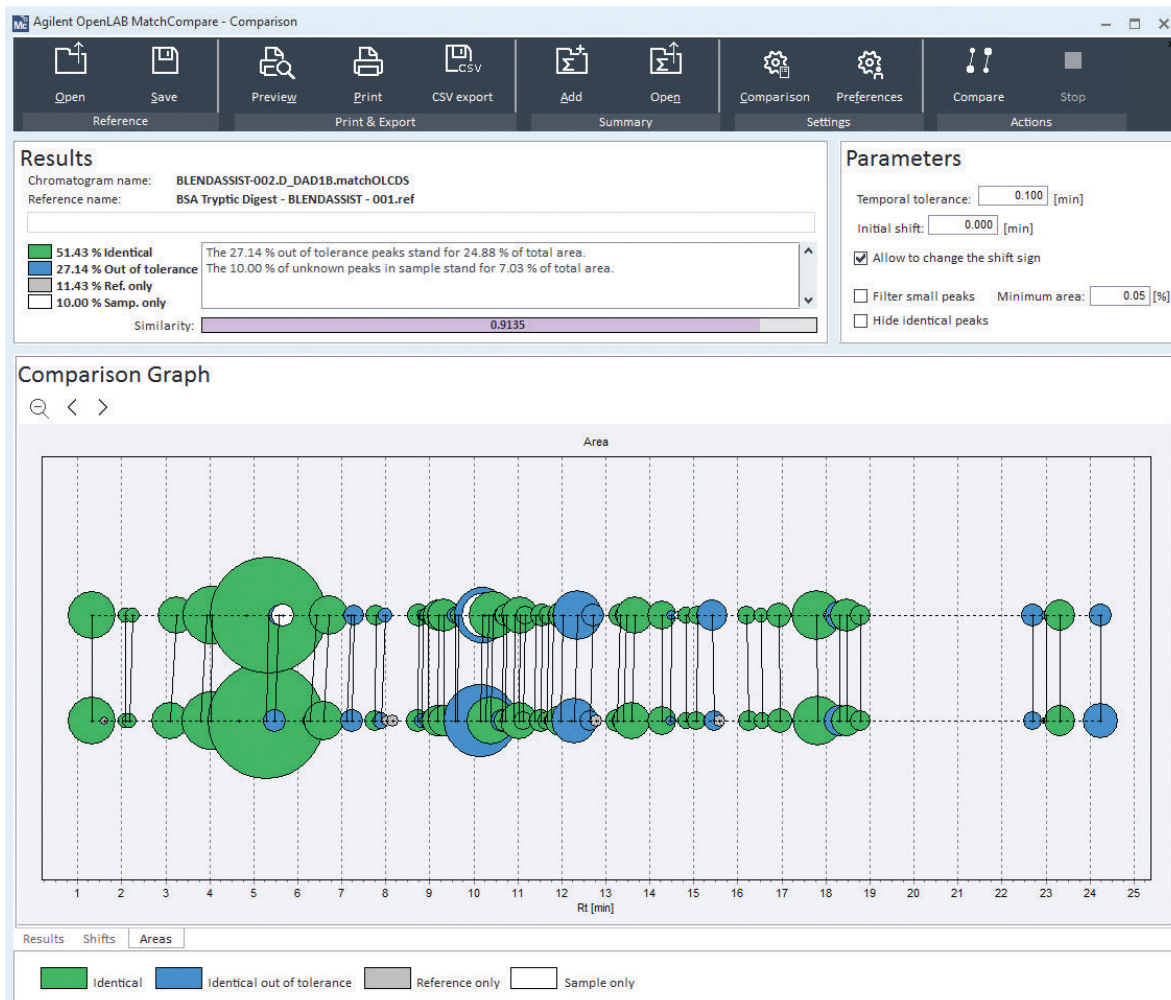 Mc Agilent OpenLAB MatchCompare - Comparison
Open Save Preview Print CSV export Add Open Comparison Preferences Compare Stop
Reference Print & Export Summary Settings Actions
Results
Chromatogram name: BLENDASSIST-002.D_DAD1B.matchOLCDS
Reference name: BSA Tryptic Digest - BLENDASSIST - 001.ref
51.43 % Identical
27.14 % Out of tolerance
11.43 % Ref. only
10.00 % Samp. only
The 27.14 % out of tolerance peaks stand for 24.88 % of total area.
The 10.00 % of unknown peaks in sample stand for 7.03 % of total area.
Similarity: 0.9135
Parameters
Temporal tolerance: 0.100 [min]
Initial shift: 0.000 [min]
Allow to change the shift sign
Filter small peaks Minimum area: 0.05 [%]
Hide identical peaks
Comparison Graph
Area
1 2 3 4 5 6 7 8 9 10 11 12 13 14 15 16 17 18 19 20 21 22 23 24 25
Rt [min]
Results Shifts Areas
Identical Identical out of tolerance Reference only Sample only